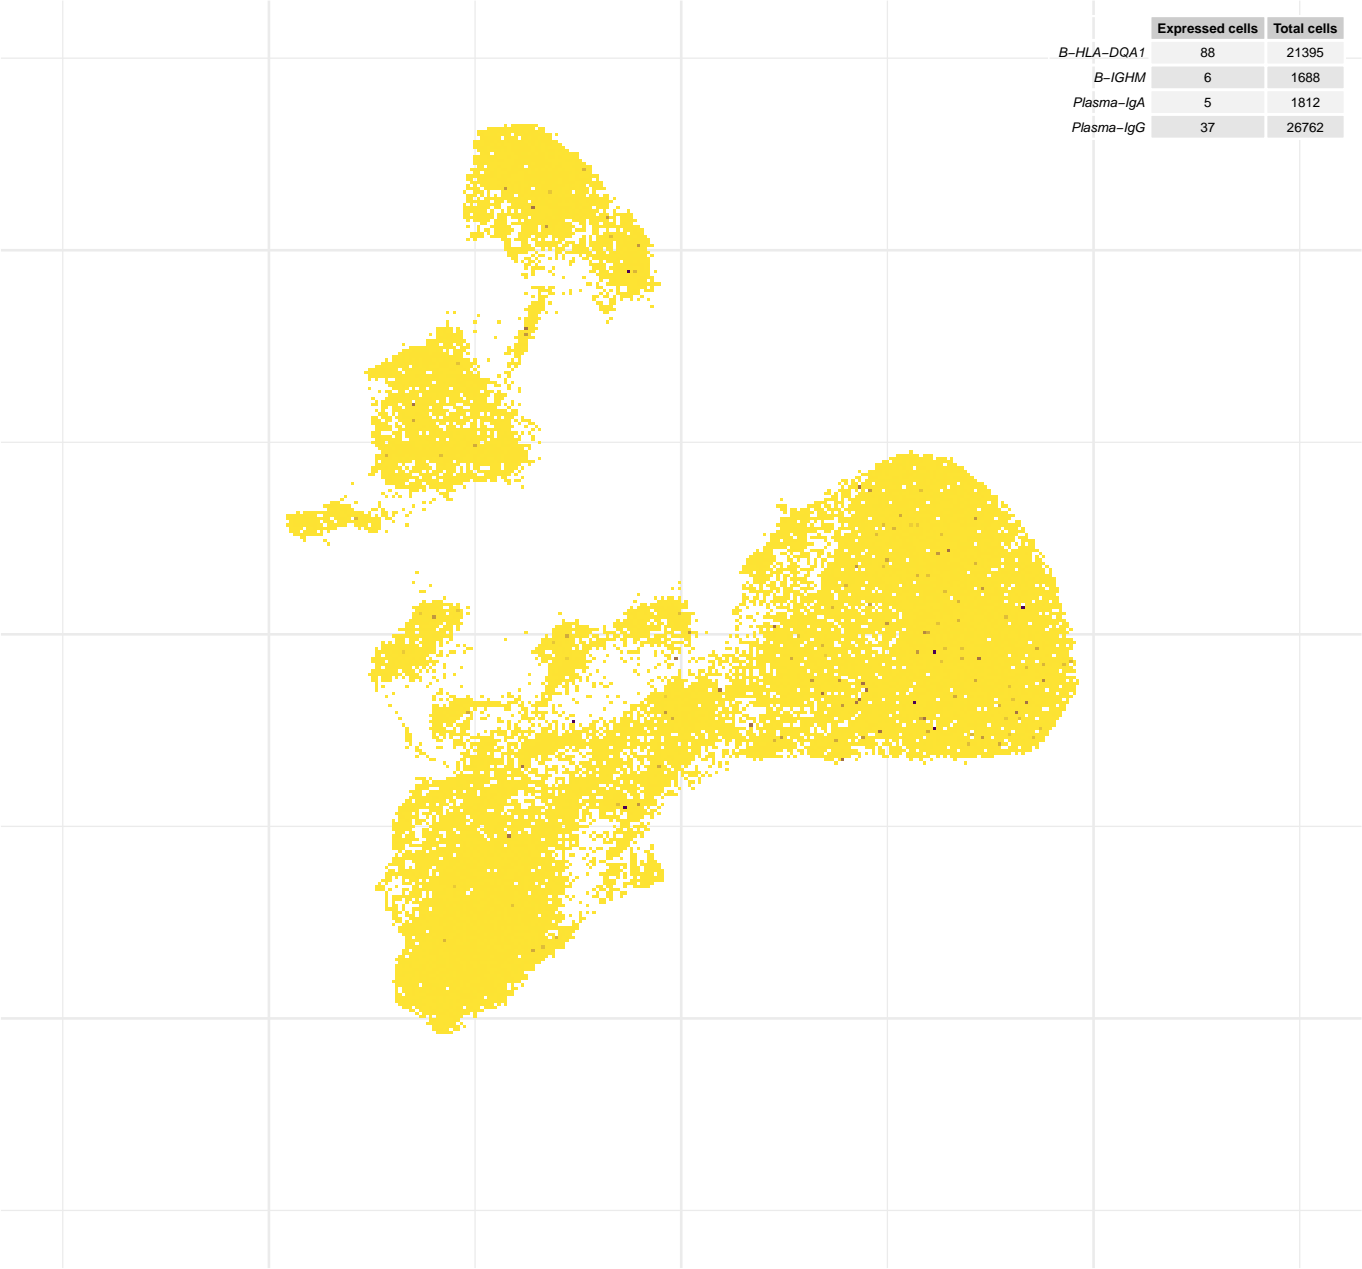 Expressed cells Total cells
B−HLA−DQA1 88 21395
B−IGHM 6 1688
Plasma−IgA 5 1812
Plasma−IgG 37 26762